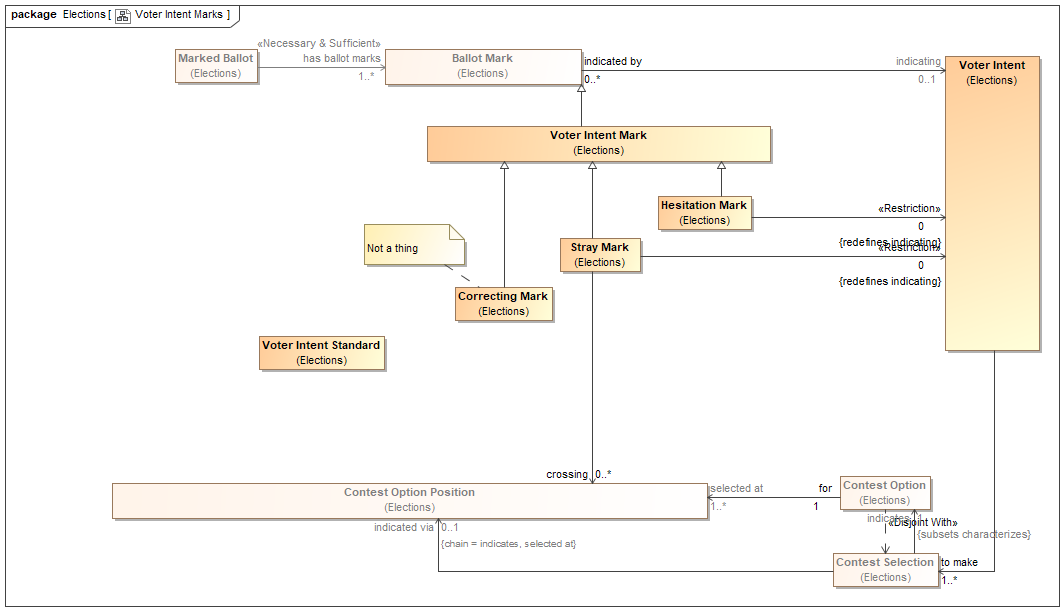 package Elections [ Voter Intent Marks ]
«Necessary & Sufficient»
has ballot marks
1..*
Marked Ballot
(Elections)
Ballot Mark
(Elections)
indicated by
0..*
indicating
0..1
Voter Intent
(Elections)
Voter Intent Mark
(Elections)
Hesitation Mark
(Elections)
«Restriction»
0
{redefines indicating}
Stray Mark
(Elections)
«Restriction»
0
{redefines indicating}
Not a thing
Correcting Mark
(Elections)
Voter Intent Standard
(Elections)
crossing 0..*
Contest Option Position
(Elections)
selected at
1..*
for
1
Contest Option
(Elections)
indicates 1
«Disjoint With»
{subsets characterizes}
indicated via 0..1
{chain = indicates, selected at}
Contest Selection
(Elections)
to make
1..*